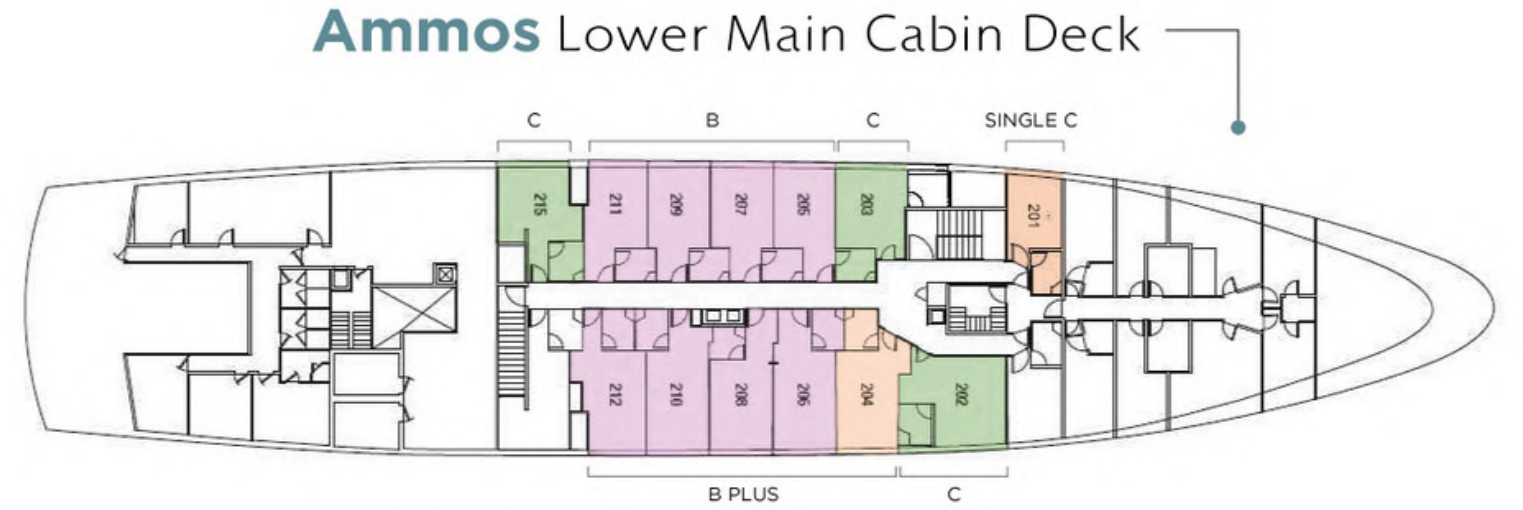 Ammos Lower Main Cabin Deck
C B C SINGLE C
215 211 209 207 205 203 201
212 210 208 206 204 202
B PLUS C